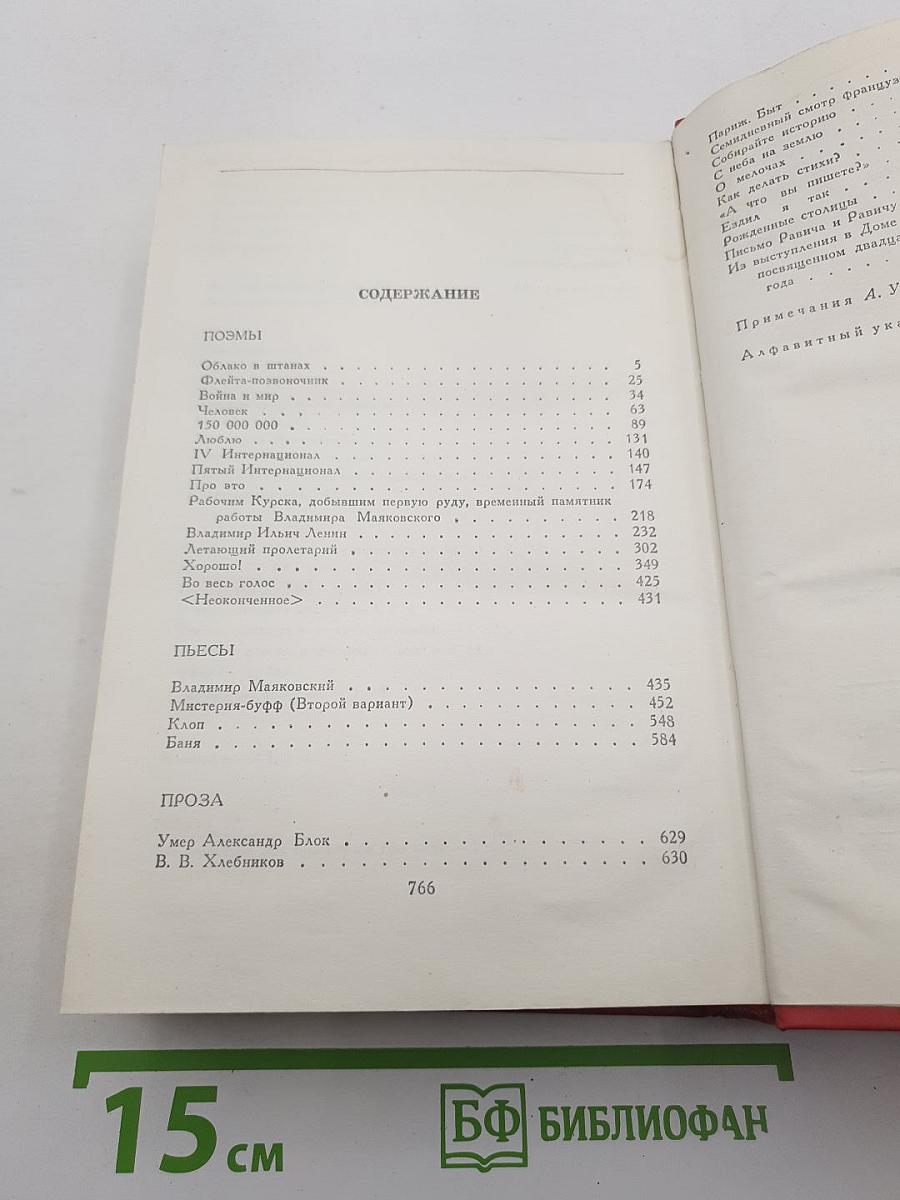 СОДЕРЖАНИЕ
ПОЭМЫ
Облако в штанах . . . . . . . . . . . . . . . . . . . 5
Флейта-позвоночник . . . . . . . . . . . . . . . . . . 25
Война и мир . . . . . . . . . . . . . . . . . . . . . 34
Человек . . . . . . . . . . . . . . . . . . . . . . . 63
150 000 000 . . . . . . . . . . . . . . . . . . . . . 89
Люблю . . . . . . . . . . . . . . . . . . . . . . . . 131
IV Интернационал . . . . . . . . . . . . . . . . . . . 140
Пятый Интернационал . . . . . . . . . . . . . . . . . 147
Про это . . . . . . . . . . . . . . . . . . . . . . . 174
Рабочим Курска, добывшим первую руду, временный памятник
работы Владимира Маяковского . . . . . . . . . . 218
Владимир Ильич Ленин . . . . . . . . . . . . . . . . . 232
Летающий пролетарий . . . . . . . . . . . . . . . . . 302
Хорошо! . . . . . . . . . . . . . . . . . . . . . . . 349
Во весь голос . . . . . . . . . . . . . . . . . . . . 425
<Неоконченное> . . . . . . . . . . . . . . . . . . . . 431
ПЬЕСЫ
Владимир Маяковский . . . . . . . . . . . . . . . . . 435
Мистерия-буфф (Второй вариант) . . . . . . . . . . . . 452
Клоп . . . . . . . . . . . . . . . . . . . . . . . . . 548
Баня . . . . . . . . . . . . . . . . . . . . . . . . . 584
ПРОЗА
Умер Александр Блок . . . . . . . . . . . . . . . . . 629
В. В. Хлебников . . . . . . . . . . . . . . . . . . . 630
766
Париж. Быт . . . . .
Семидневный смотр
Собирайте историю . . .
С неба на землю . . . .
О мелочах . . . . .
Как делать стихи? . . .
«А что вы пишете?» . .
Ездил я так . . . .
Рожденные столицы . .
Письмо Равича и Равичу
Из выступления в Доме
посвященном
года . . . . .
Примечания А.
Алфавитный
15 см
БФ БИБЛИОФАН